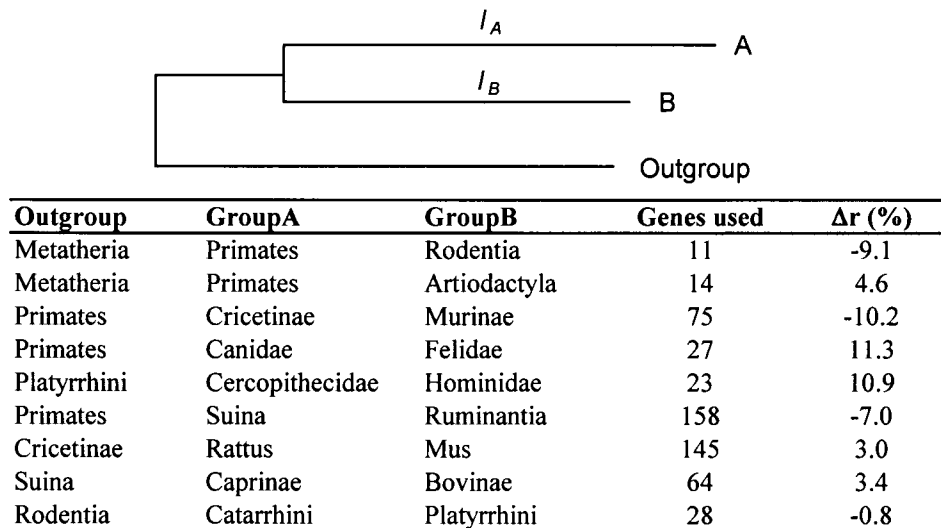 l A
A
l B
B
Outgroup
Outgroup GroupA GroupB Genes used Δr (%)
Metatheria Primates Rodentia 11 -9.1
Metatheria Primates Artiodactyla 14 4.6
Primates Cricetinae Murinae 75 -10.2
Primates Canidae Felidae 27 11.3
Platyrrhini Cercopithecidae Hominidae 23 10.9
Primates Suina Ruminantia 158 -7.0
Cricetinae Rattus Mus 145 3.0
Suina Caprinae Bovinae 64 3.4
Rodentia Catarrhini Platyrrhini 28 -0.8